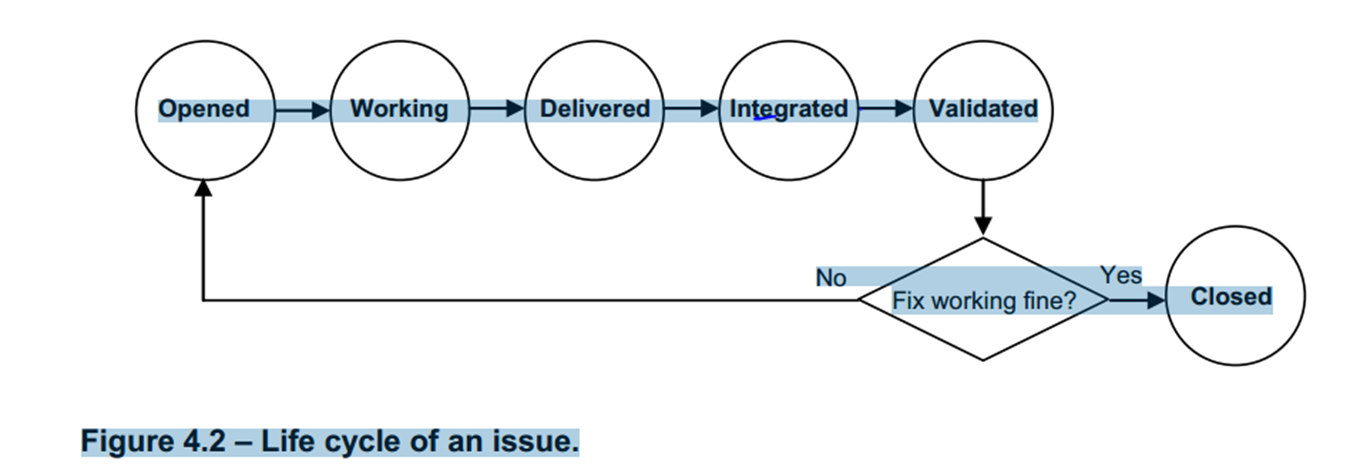 Opened Working Delivered Integrated Validated
No Yes
Fix working fine? Closed
Figure 4.2 – Life cycle of an issue.